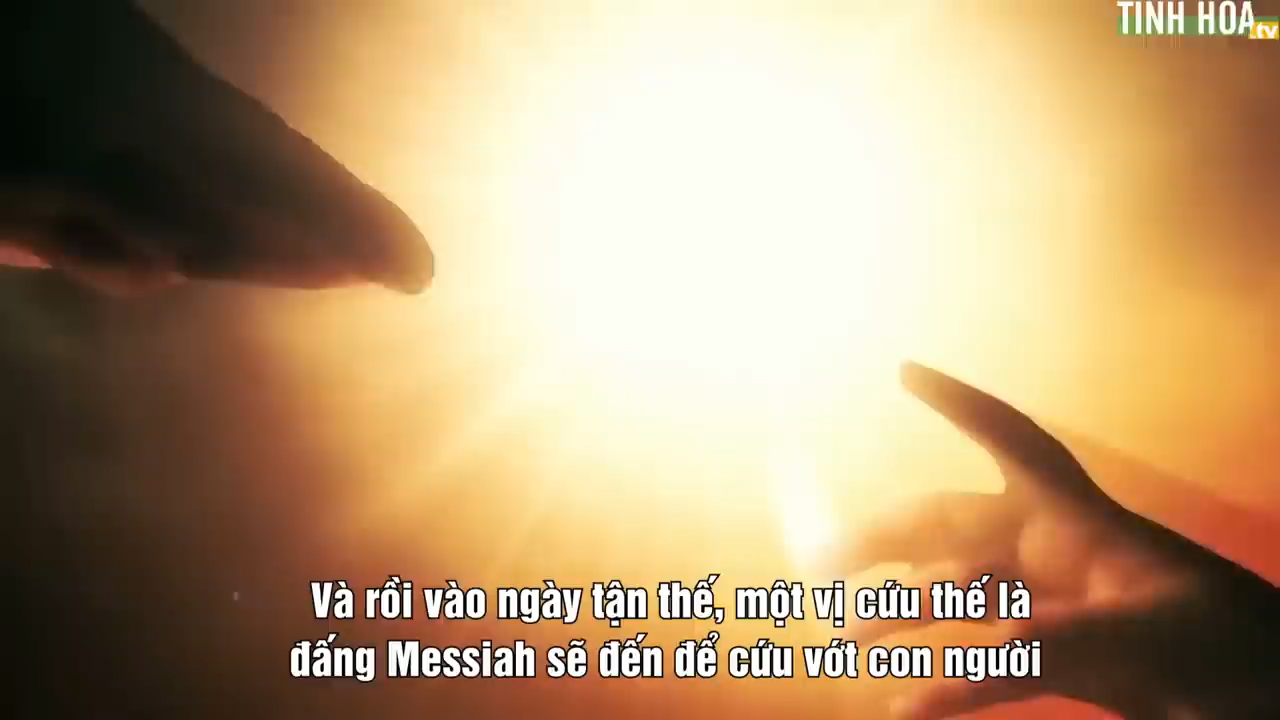 TINH HOA.tv
Và rồi vào ngày tận thế, một vị cứu thế là
đấng Messiah sẽ đến để cứu vớt con người